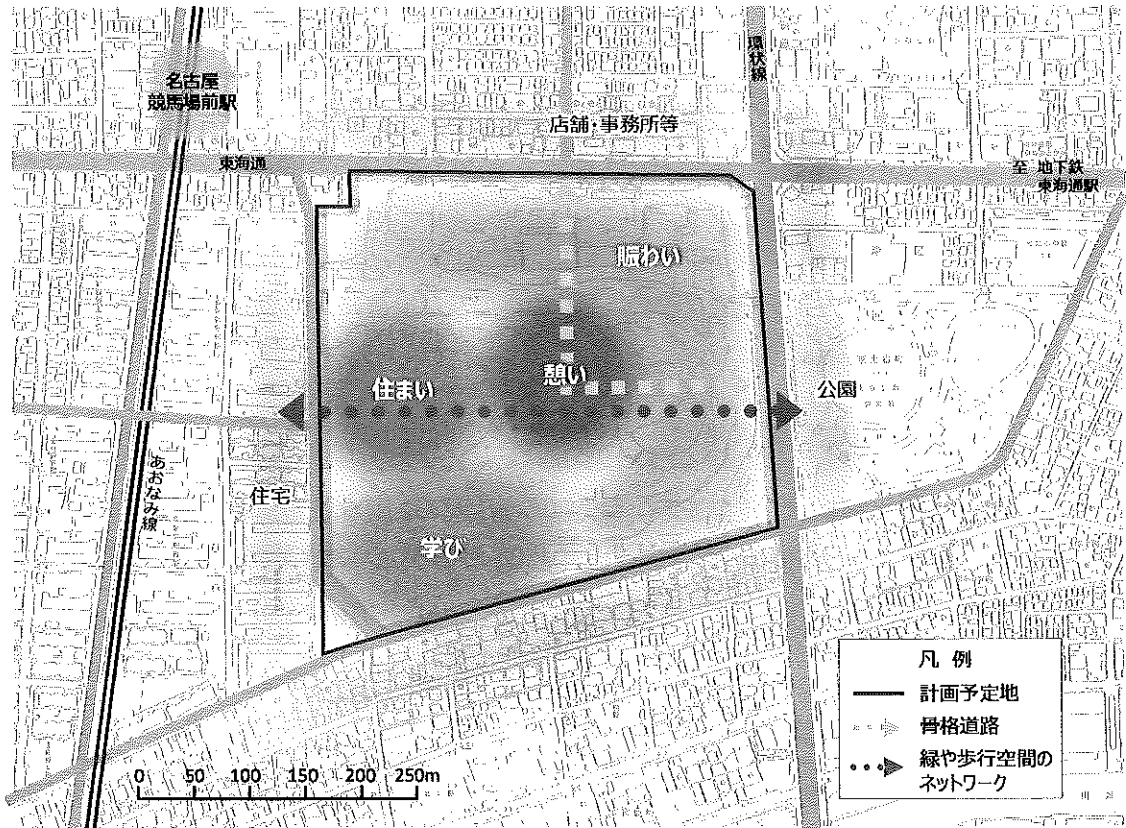 名古屋
競馬場前駅
環状線
店舗・事務所等
東海通
至 地下鉄
東海通駅
賑わい
憩い
住まい
公園
あおなみ線
住宅
学び
凡 例
計画予定地
骨格道路
緑や歩行空間の
ネットワーク
0 50 100 150 200 250m